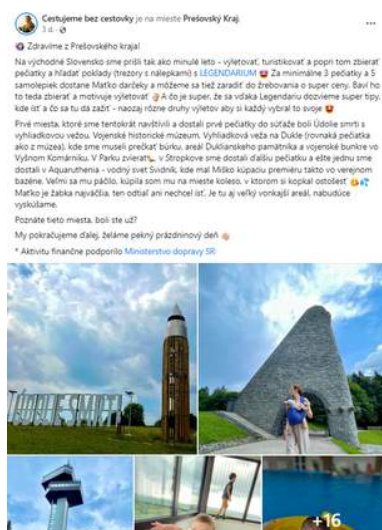 Cestujeme bez cestovky je na mieste Prešovský Kraj.
3 d. ·
Zdravíme z Prešovského kraja!
Na východné Slovensko sme prišli tak ako minulé leto - výletovať, turistikovať a popri tom zbierať
pečiatky a hľadať poklady (trezory s nálepkami) s LEGENDARIUM Za minimálne 3 pečiatky a 5
samolepiek dostane Maťko darčeky a môžeme sa tiež zaradiť do žrebovania o super ceny. Baví ho
to teda zbierať a motivuje výletovať A čo je super, že sa vďaka Legendariu dozvieme super tipy,
kde ísť a čo sa tu dá zažiť - naozaj rôzne druhy výletov aby si každý vybral to svoje
Prvé miesta, ktoré sme tentokrát navštívili a dostali prvé pečiatky do súťaže boli Údolie smrti s
vyhliadkovou vežou. Vojenské historické múzeum. Vyhliadková veža na Dukle (rovnaká pečiatka
ako z múzea), kde sme museli prečkať búrku, areál Duklianskeho pamätníka a vojenské bunkre vo
Vyšnom Komárniku. V Parku zvierat, v Stropkove sme dostali ďalšiu pečiatku a ešte jednu sme
dostali v Aquaruthenia - vodný svet Svidník, kde mal Miško kúpaciu premiéru takto vo verejnom
bazéne. Veľmi sa mu páčilo, kúpila som mu na mieste koleso, v ktorom si kopkal ostošesť
Maťko je žabka najväčšia, ten odtiaľ ani nechcel ísť. Je tu aj veľký vonkajší areál, nabudúce
vyskúšame.
Poznáte tieto miesta, boli ste už?
My pokračujeme ďalej, želáme pekný prázdninový deň
* Aktivitu finančne podporilo Ministerstvo dopravy SR
ÚDOLIE SMRTI
+16